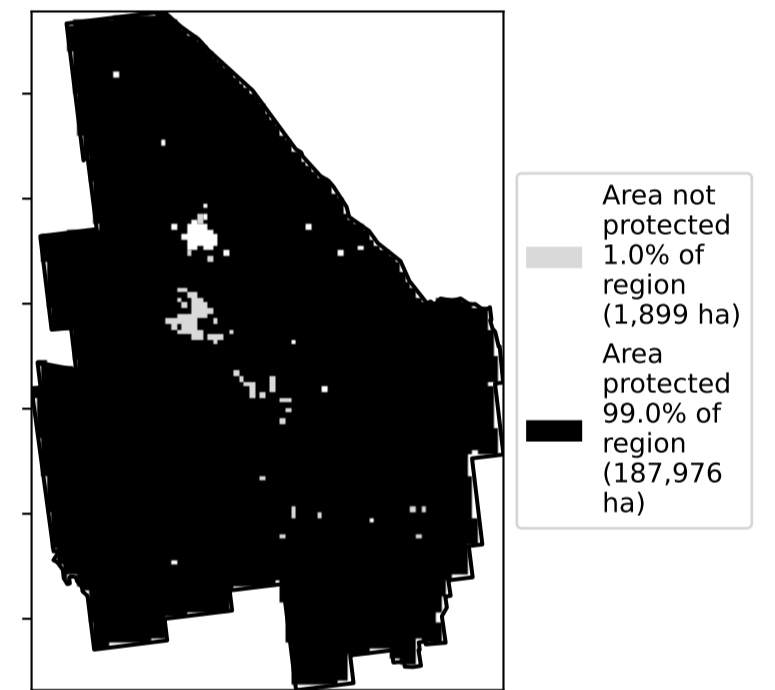 Area not
protected
1.0% of
region
(1,899 ha)
Area
protected
99.0% of
region
(187,976
ha)